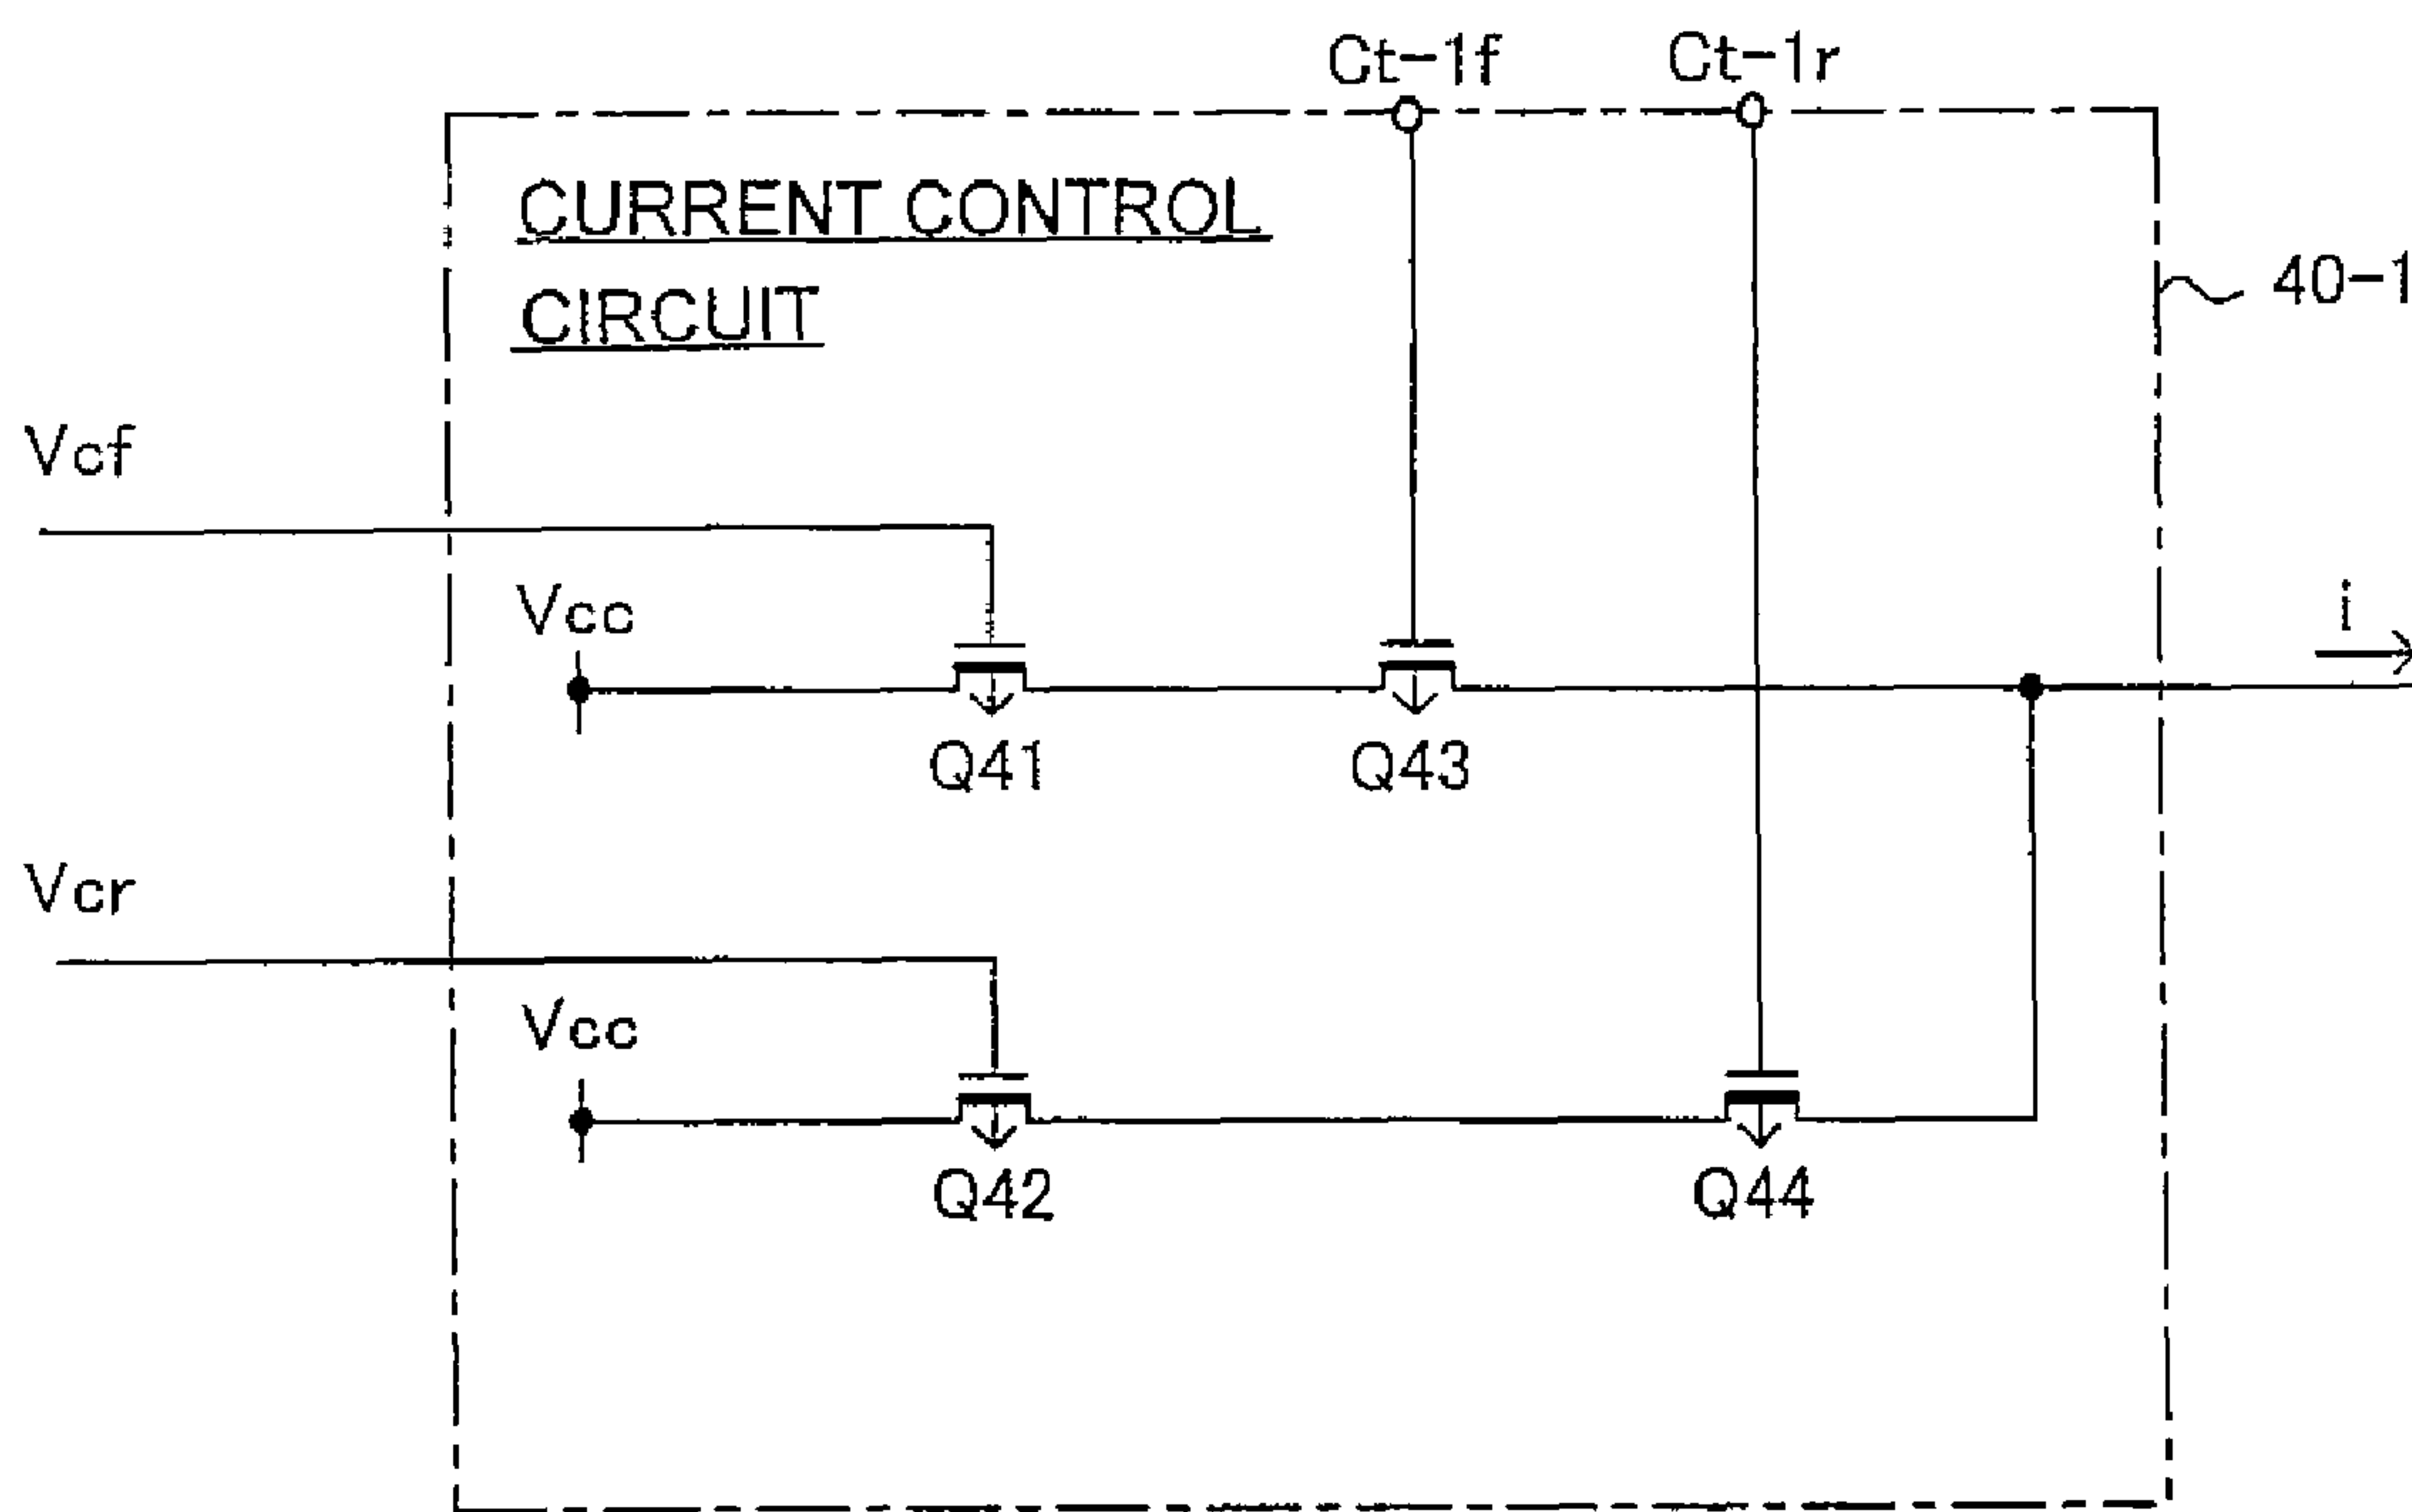 Ct-1f
Ct-1r
CURRENT CONTROL
CIRCUIT
40-1
Vcf
Vcc
i
Q41
Q43
Vcr
Vcc
Q42
Q44